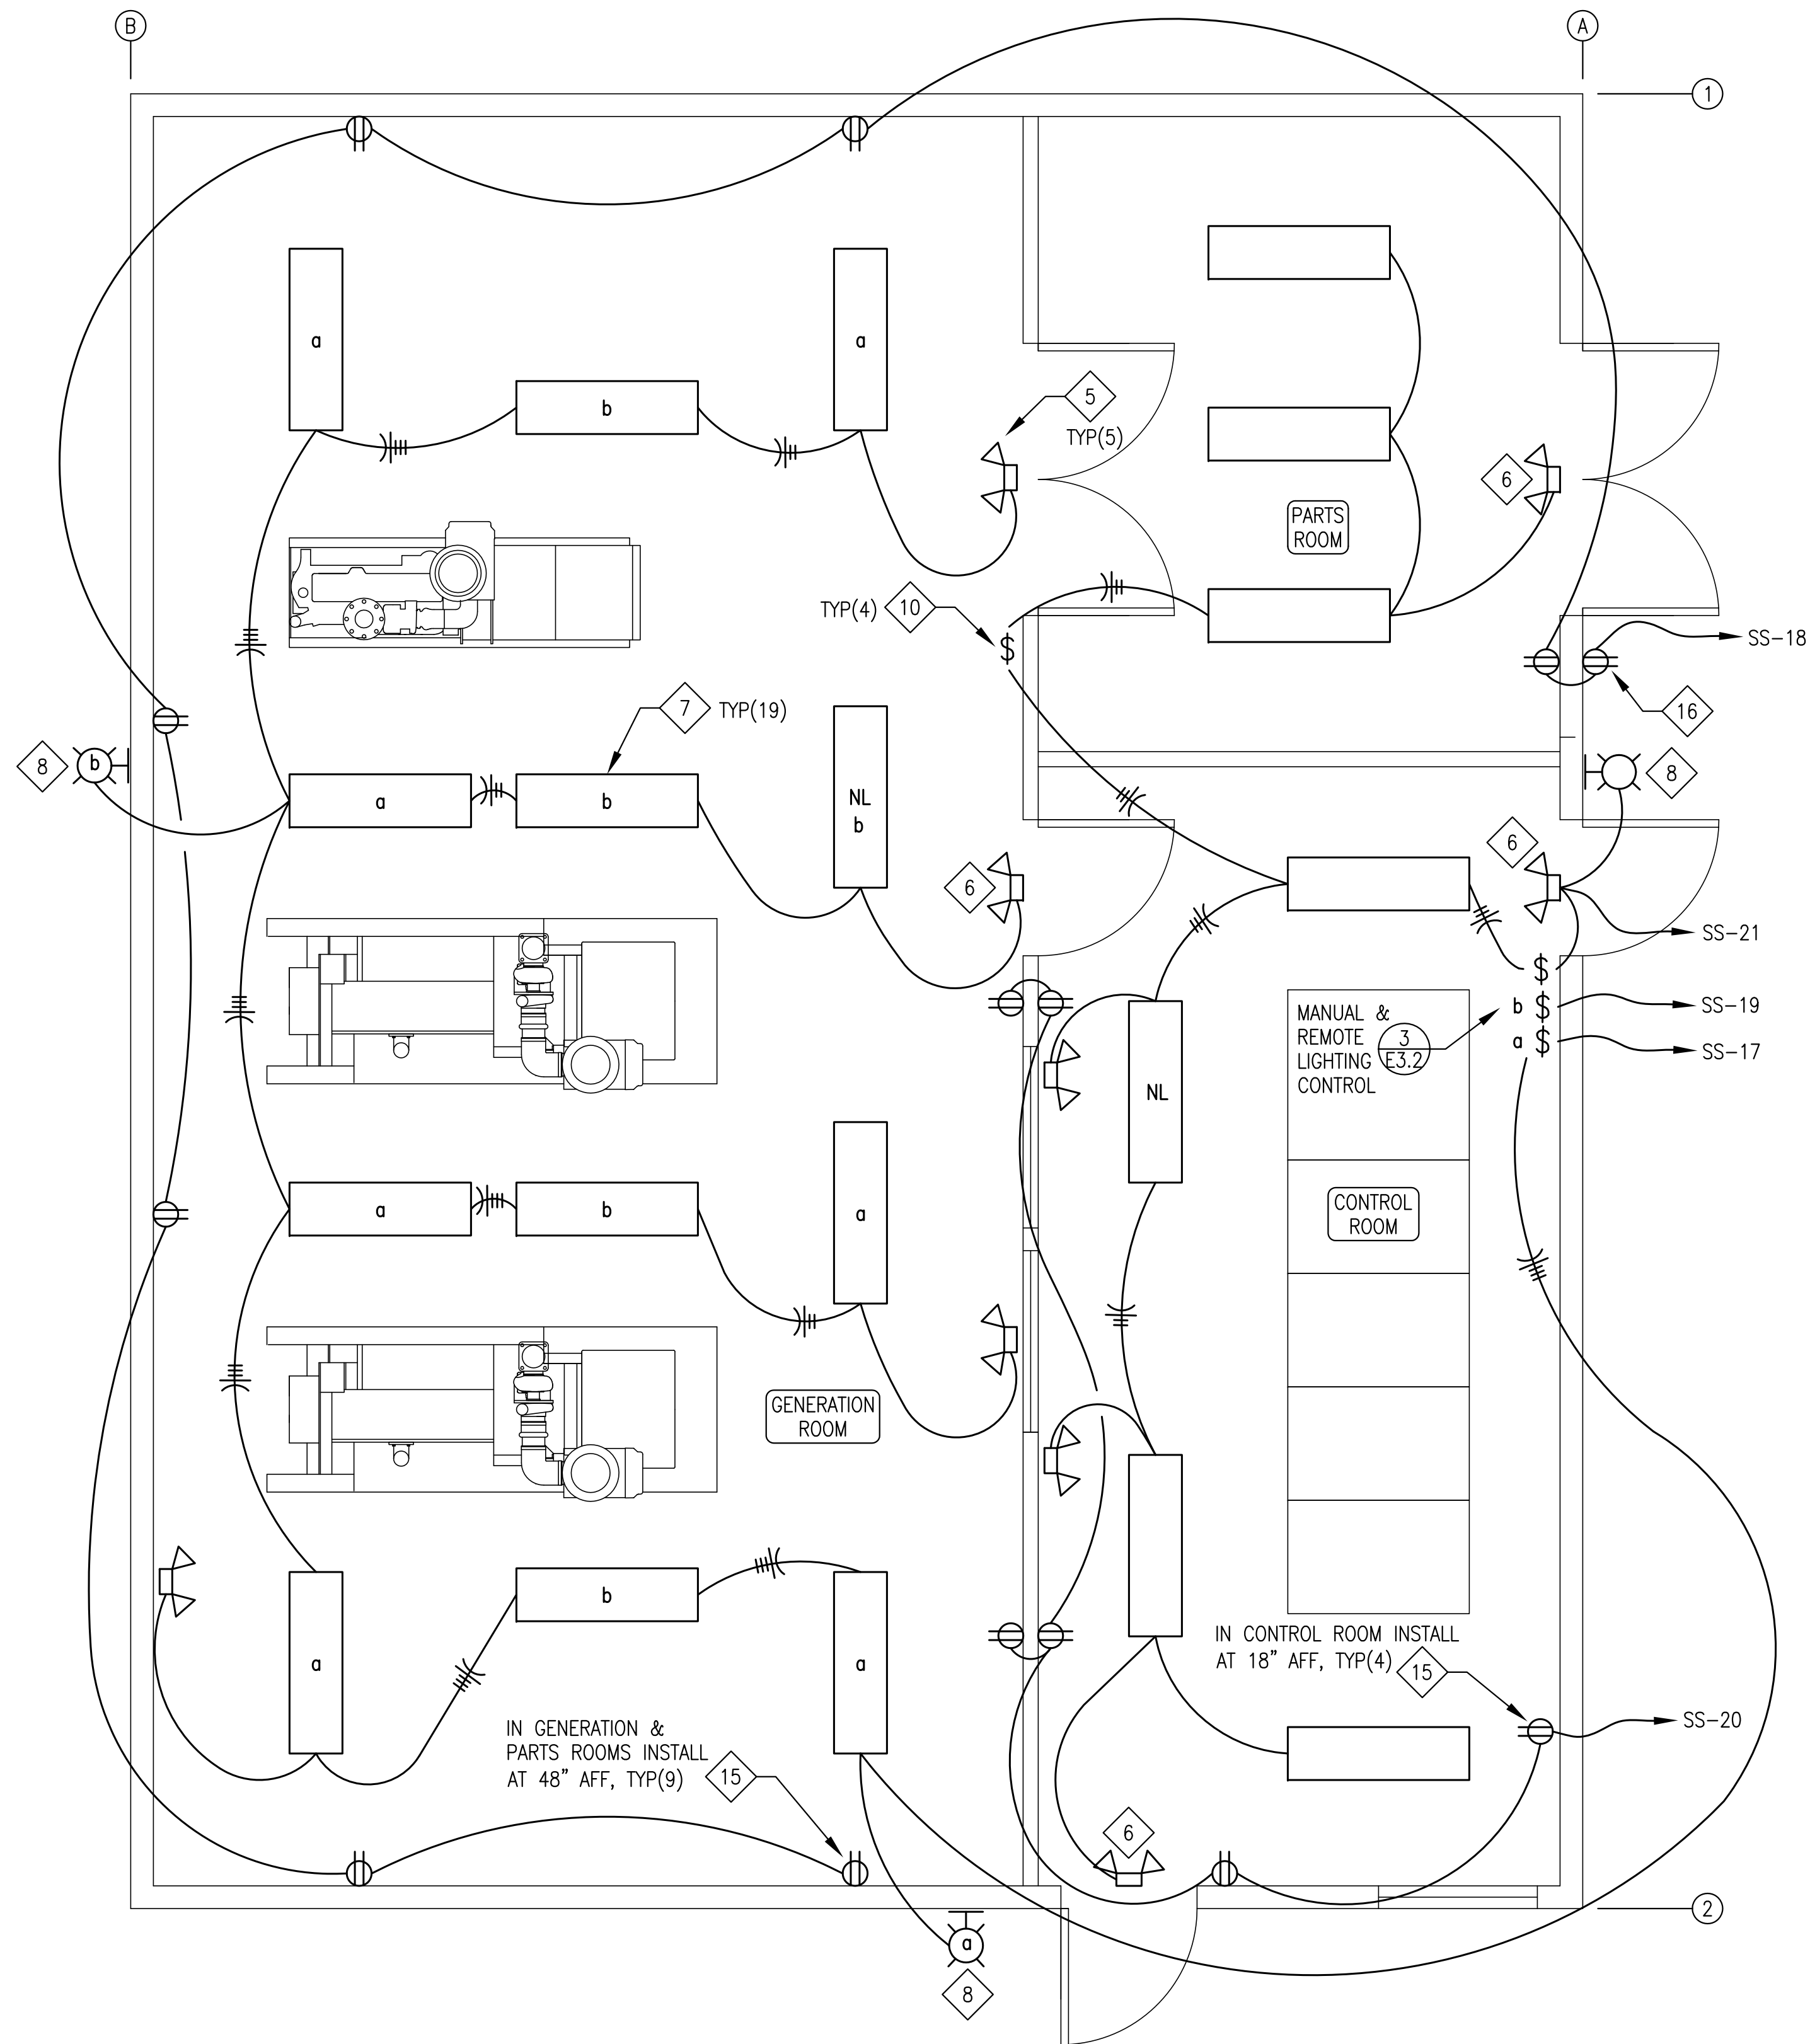 B
A
1
a
b
a
5
TYP(5)
6
PARTS
ROOM
TYP(4)
10
$
SS-18
16
7
TYP(19)
8
b
a
b
NL
b
8
6
6
SS-21
$
MANUAL &
REMOTE
LIGHTING
CONTROL
3
E3.2
b $
SS-19
a $
SS-17
NL
a
b
a
CONTROL
ROOM
GENERATION
ROOM
a
b
a
IN CONTROL ROOM INSTALL
AT 18" AFF, TYP(4)
15
SS-20
IN GENERATION &
PARTS ROOMS INSTALL
AT 48" AFF, TYP(9)
15
6
2
a
8